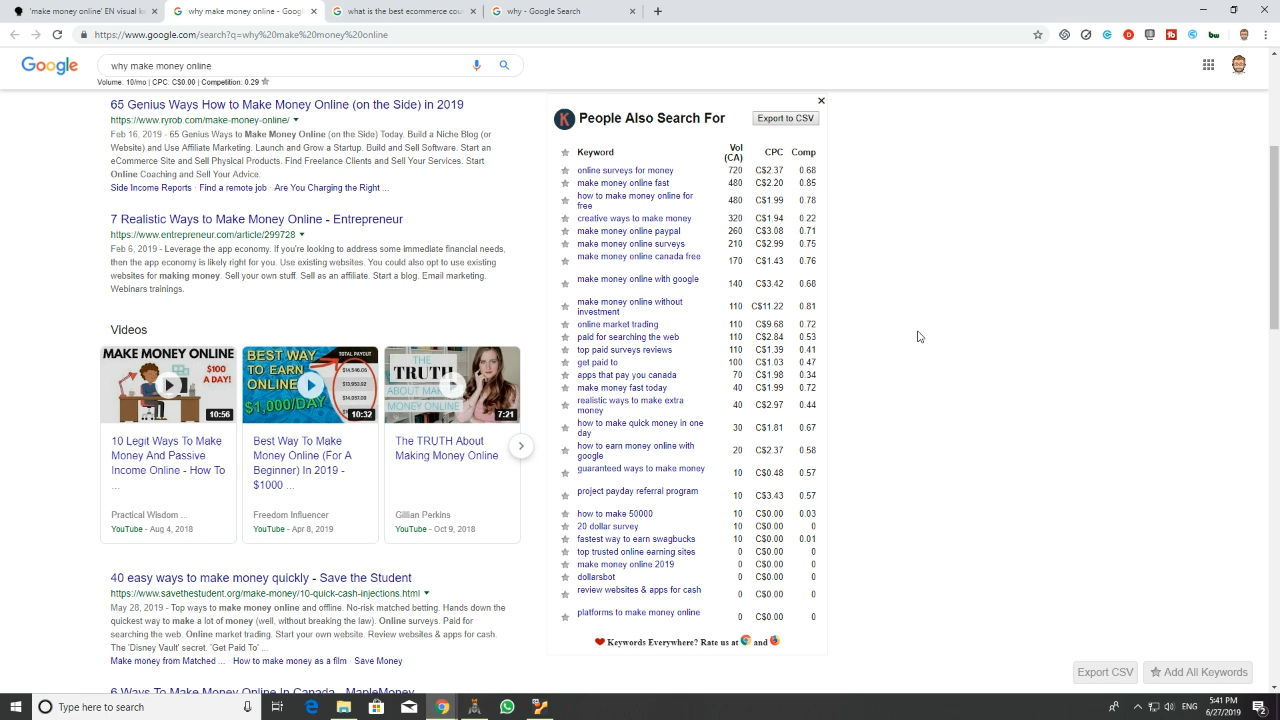 'make money online' EN visual ke
why make money online - Googl
what is the best ecommerce cou
why - Google Search
https://www.google.com/search?q=why%20make%20money%20online
Google
why make money online
Volume: 10/mo | CPC: C$0.00 | Competition: 0.29
65 Genius Ways How to Make Money Online (on the Side) in 2019
https://www.ryrob.com/make-money-online/
Feb 16, 2019 - 65 Genius Ways to Make Money Online (on the Side) Today. Build a Niche Blog (or
Website) and Use Affiliate Marketing. Launch and Grow a Startup. Build and Sell Software. Start an
eCommerce Site and Sell Physical Products. Find Freelance Clients and Sell Your Services. Start
Online Coaching and Sell Your Advice.
Side Income Reports · Find a remote job · Are You Charging the Right ...
7 Realistic Ways to Make Money Online - Entrepreneur
https://www.entrepreneur.com/article/299728
Feb 6, 2019 - Leverage the app economy. If you're looking to address some immediate financial needs,
then the app economy is likely right for you. Use existing websites. You could also opt to use existing
websites for making money. Sell your own stuff. Sell as an affiliate. Start a blog. Email marketing.
Webinars trainings.
Videos
MAKE MONEY ONLINE
$100
A DAY!
10:56
10 Legit Ways To Make
Money And Passive
Income Online - How To
...
Practical Wisdom ...
YouTube - Aug 4, 2018
BEST WAY
TO EARN
ONLINE
$1,000/DAY
TOTAL PAYOUT
10:32
Best Way To Make
Money Online (For A
Beginner) In 2019 -
$1000 ...
Freedom Influencer
YouTube - Apr 8, 2019
THE
TRUTH
ABOUT MAKING
MONEY ONLINE
7:21
The TRUTH About
Making Money Online
Gillian Perkins
YouTube - Oct 9, 2018
40 easy ways to make money quickly - Save the Student
https://www.savethestudent.org/make-money/10-quick-cash-injections.html
May 28, 2019 - Top ways to make money online and offline. No-risk matched betting. Hands down the
quickest way to make a lot of money (well, without breaking the law). Online surveys. Paid for
searching the web. Online market trading. Start your own website. Review websites & apps for cash.
The 'Disney Vault' secret. 'Get Paid To' ...
Make money from Matched ... · How to make money as a film · Save Money
6 Ways To Make Money Online In Canada - MapleMoney
K People Also Search For
Export to CSV
Keyword Vol (CA) CPC Comp
online surveys for money 720 C$2.37 0.68
make money online fast 480 C$2.20 0.85
how to make money online for free 480 C$1.99 0.78
creative ways to make money 320 C$1.94 0.22
make money online paypal 260 C$3.08 0.71
make money online surveys 210 C$2.99 0.75
make money online canada free 170 C$1.43 0.76
make money online with google 140 C$3.42 0.68
make money online without investment 110 C$11.22 0.81
online market trading 110 C$9.68 0.72
paid for searching the web 110 C$2.84 0.53
top paid surveys reviews 110 C$1.39 0.41
get paid to 100 C$1.03 0.47
apps that pay you canada 70 C$1.98 0.34
make money fast today 40 C$1.99 0.72
realistic ways to make extra money 40 C$2.97 0.44
how to make quick money in one day 30 C$1.81 0.67
how to earn money online with google 20 C$2.37 0.58
guaranteed ways to make money 10 C$0.48 0.57
project payday referral program 10 C$3.43 0.57
how to make 50000 10 C$0.00 0.03
20 dollar survey 10 C$0.00 0
fastest way to earn swagbucks 10 C$0.00 0.01
top trusted online earning sites 0 C$0.00 0
make money online 2019 0 C$0.00 0
dollarsbot 0 C$0.00 0
review websites & apps for cash 0 C$0.00 0
platforms to make money online 0 C$0.00 0
Keywords Everywhere? Rate us at and
Export CSV
Add All Keywords
Type here to search
ENG
5:41 PM
6/27/2019